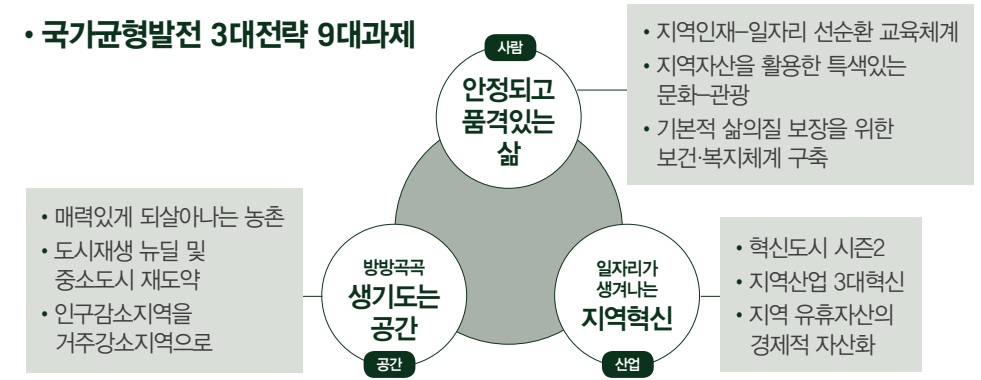 • 국가균형발전 3대전략 9대과제
사람
안정되고
품격있는
삶
• 지역인재–일자리 선순환 교육체계
• 지역자산을 활용한 특색있는
문화–관광
• 기본적 삶의질 보장을 위한
보건·복지체계 구축
• 매력있게 되살아나는 농촌
• 도시재생 뉴딜 및
중소도시 재도약
• 인구감소지역을
거주강소지역으로
방방곡곡
생기도는
공간
공간
일자리가
생겨나는
지역혁신
산업
• 혁신도시 시즌2
• 지역산업 3대혁신
• 지역 유휴자산의
경제적 자산화